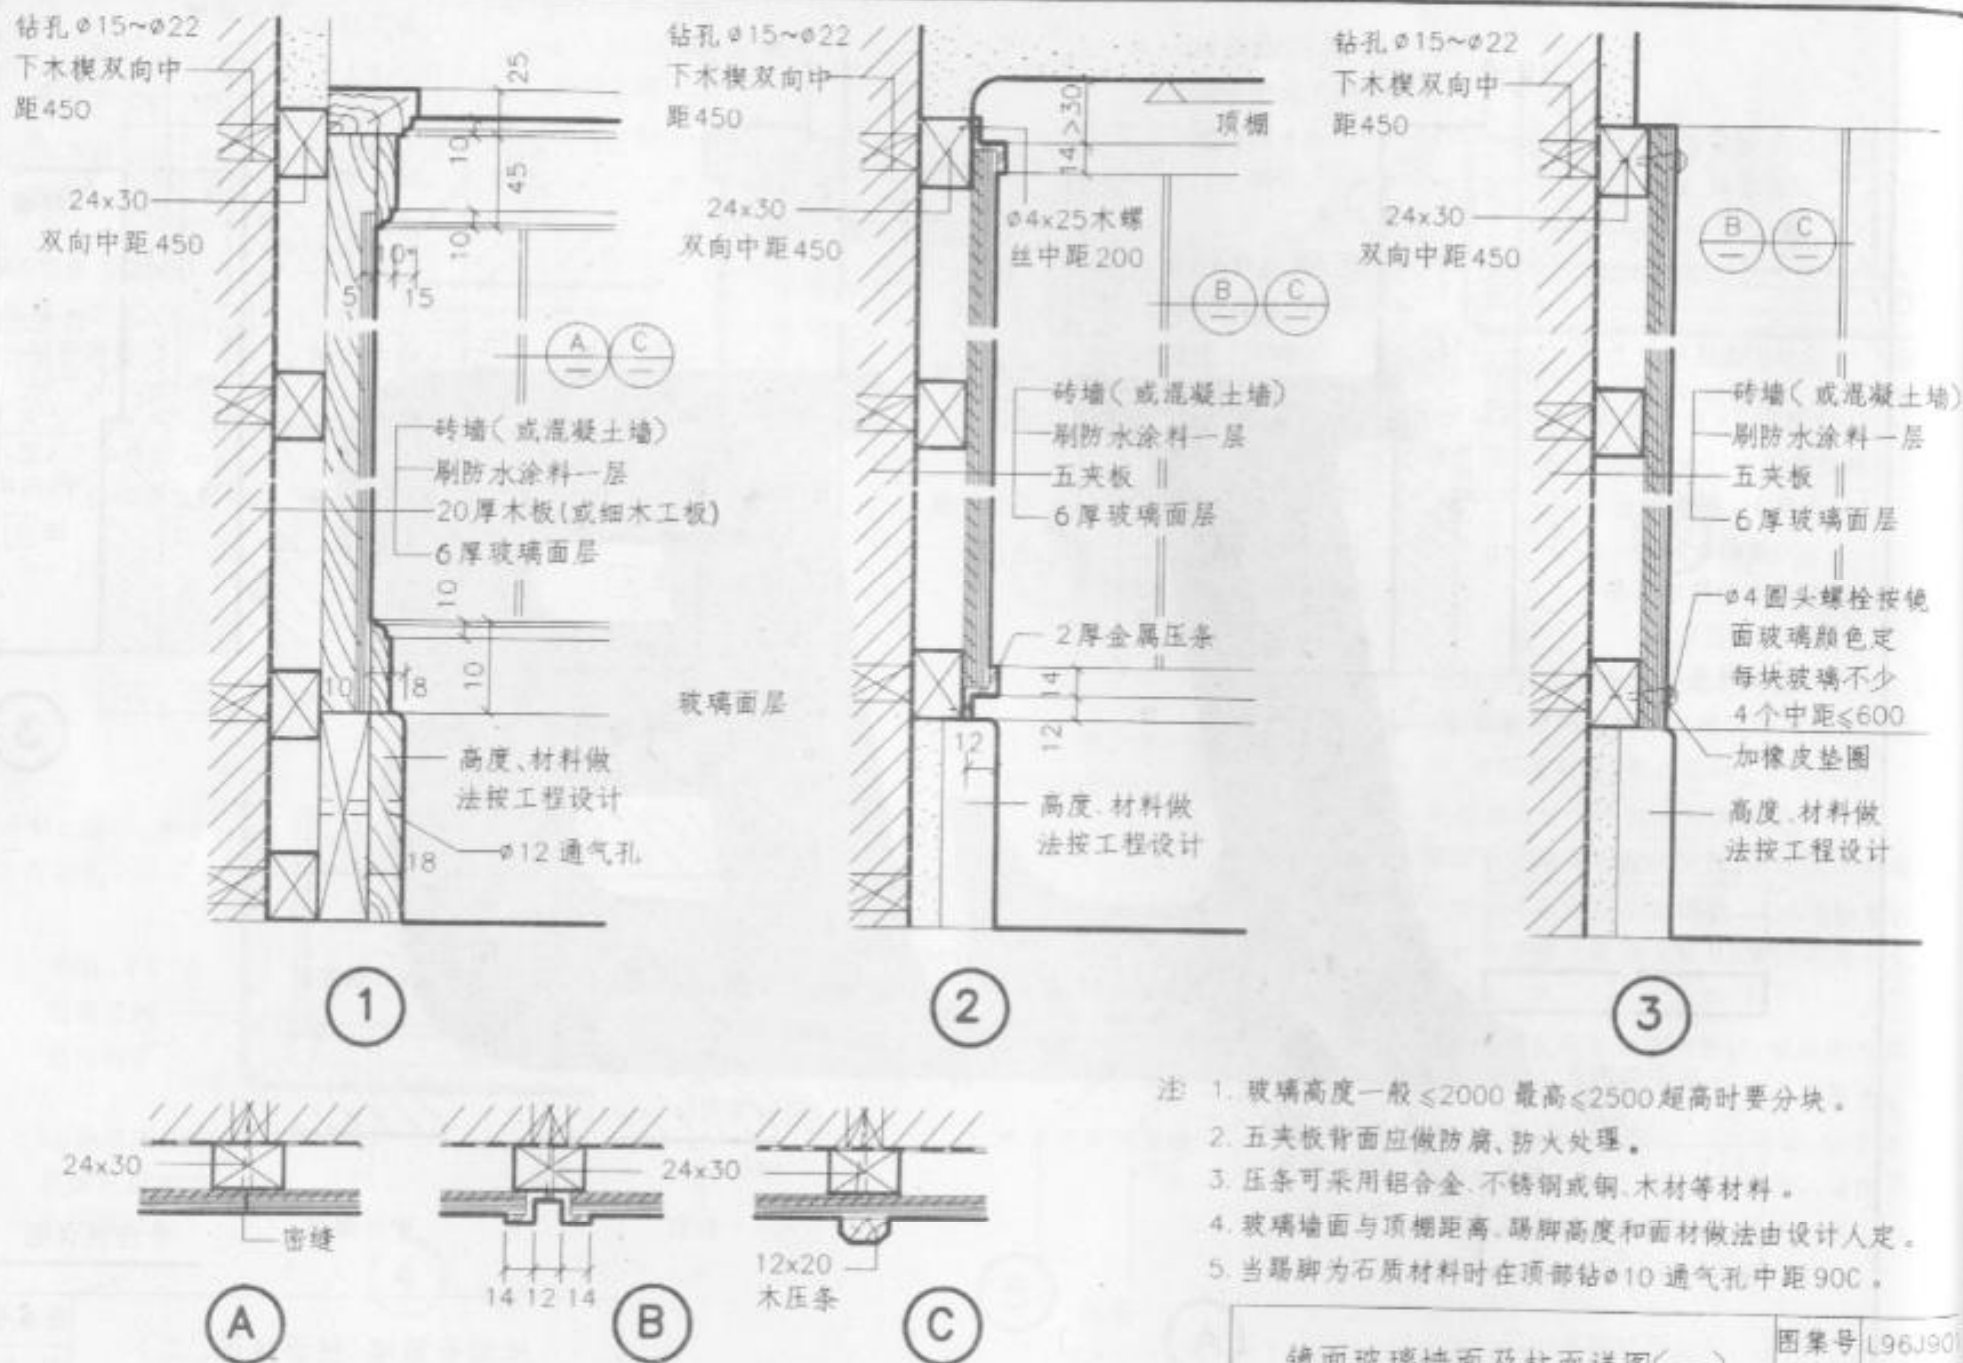 钻孔ø15~ø22
下木楔双向中
距450
24x30
双向中距450
25
10
45
10
10
5
15
A
C
砖墙(或混凝土墙)
刷防水涂料一层
20厚木板(或细木工板)
6厚玻璃面层
10
10
10
8
高度、材料做
法按工程设计
ø12 通气孔
18
1
钻孔ø15~ø22
下木楔双向中
距450
24x30
双向中距450
>30
14
顶棚
ø4x25木螺
丝中距200
B
C
砖墙(或混凝土墙)
刷防水涂料一层
五夹板
6厚玻璃面层
2厚金属压条
14
12
12
玻璃面层
高度、材料做
法按工程设计
2
钻孔ø15~ø22
下木楔双向中
距450
24x30
双向中距450
B
C
砖墙(或混凝土墙)
刷防水涂料一层
五夹板
6厚玻璃面层
ø4圆头螺栓按镜
面玻璃颜色定
每块玻璃不少
4个中距≤600
加橡皮垫圈
高度、材料做
法按工程设计
3
24x30
密缝
A
24x30
14 12 14
B
12x20
木压条
C
注 1. 玻璃高度一般≤2000 最高≤2500超高时要分块。
2. 五夹板背面应做防腐、防火处理。
3. 压条可采用铝合金、不锈钢或铜、木材等材料。
4. 玻璃墙面与顶棚距离、踢脚高度和面材做法由设计人定。
5. 当踢脚为石质材料时在顶部钻ø10 通气孔中距900。
镜面玻璃墙面及柱面详图
图集号 L96J901